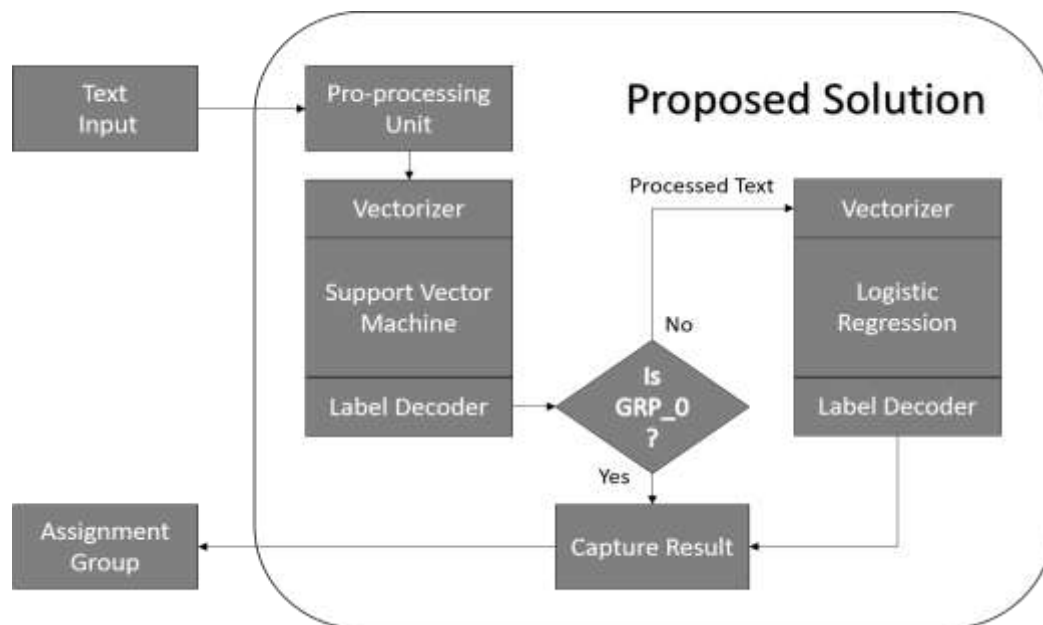 Text
Input
Pro-processing
Unit
Proposed Solution
Vectorizer
Support Vector
Machine
Label Decoder
Is
GRP_0
?
No
Yes
Processed Text
Vectorizer
Logistic
Regression
Label Decoder
Capture Result
Assignment
Group